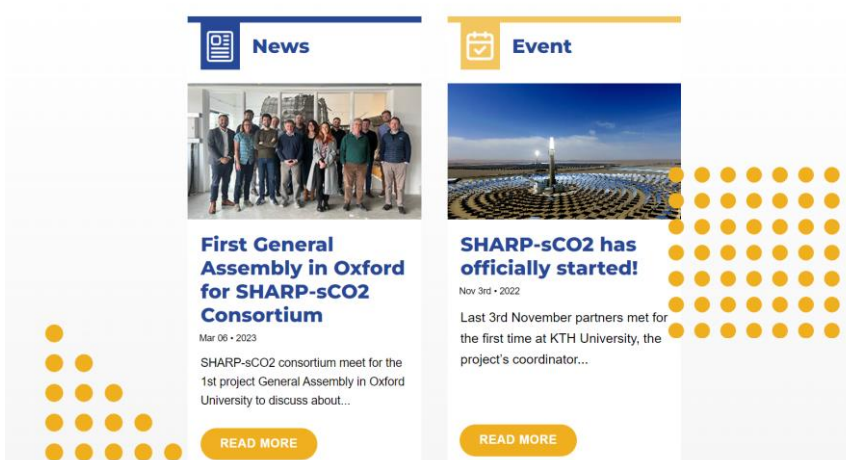 News
First General
Assembly in Oxford
for SHARP-sCO2
Consortium
Mar 06 • 2023
SHARP-sCO2 consortium meet for the
1st project General Assembly in Oxford
University to discuss about...
READ MORE
Event
SHARP-sCO2 has
officially started!
Nov 3rd • 2022
Last 3rd November partners met for
the first time at KTH University, the
project's coordinator...
READ MORE